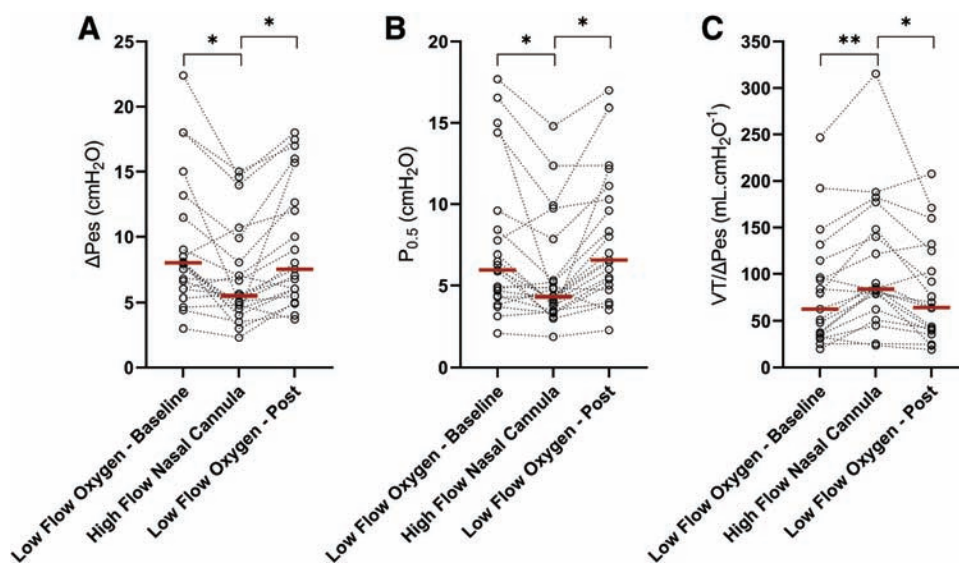 A
* *
ΔPes (cmH₂O)
25
20
15
10
5
0
Low Flow Oxygen - Baseline
High Flow Nasal Cannula
Low Flow Oxygen - Post
B
* *
P₀.₅ (cmH₂O)
20
15
10
5
0
Low Flow Oxygen - Baseline
High Flow Nasal Cannula
Low Flow Oxygen - Post
C
** *
VT/ΔPes (mL.cmH₂O⁻¹)
350
300
250
200
150
100
50
0
Low Flow Oxygen - Baseline
High Flow Nasal Cannula
Low Flow Oxygen - Post